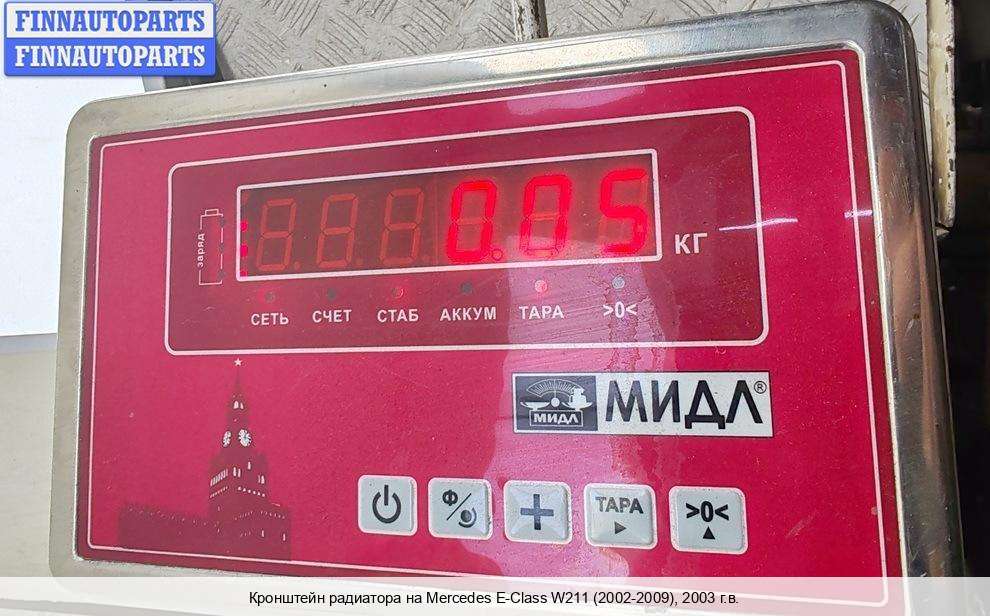 FINNAUTOPARTS
FINNAUTOPARTS
заряд
0.05
КГ
СЕТЬ СЧЕТ СТАБ АККУМ ТАРА >0<
МИДЛ
МИДЛ®
Ф/
+
ТАРА
>0<
Кронштейн радиатора на Mercedes E-Class W211 (2002-2009), 2003 г.в.